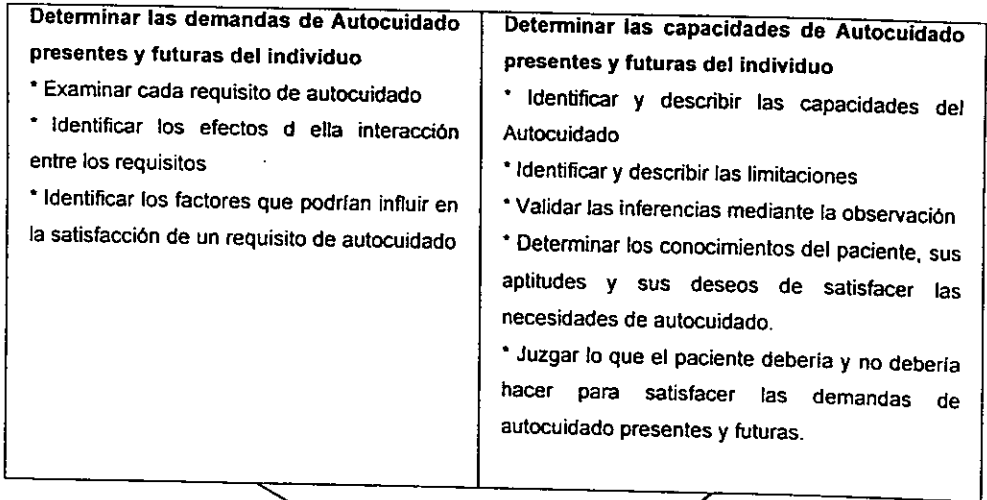 Determinar las demandas de Autocuidado
presentes y futuras del individuo
* Examinar cada requisito de autocuidado
* Identificar los efectos d ella interacción
entre los requisitos
* Identificar los factores que podrían influir en
la satisfacción de un requisito de autocuidado
Determinar las capacidades de Autocuidado
presentes y futuras del individuo
* Identificar y describir las capacidades del
Autocuidado
* Identificar y describir las limitaciones
* Validar las inferencias mediante la observación
* Determinar los conocimientos del paciente, sus
aptitudes y sus deseos de satisfacer las
necesidades de autocuidado.
* Juzgar lo que el paciente debería y no debería
hacer para satisfacer las demandas de
autocuidado presentes y futuras.